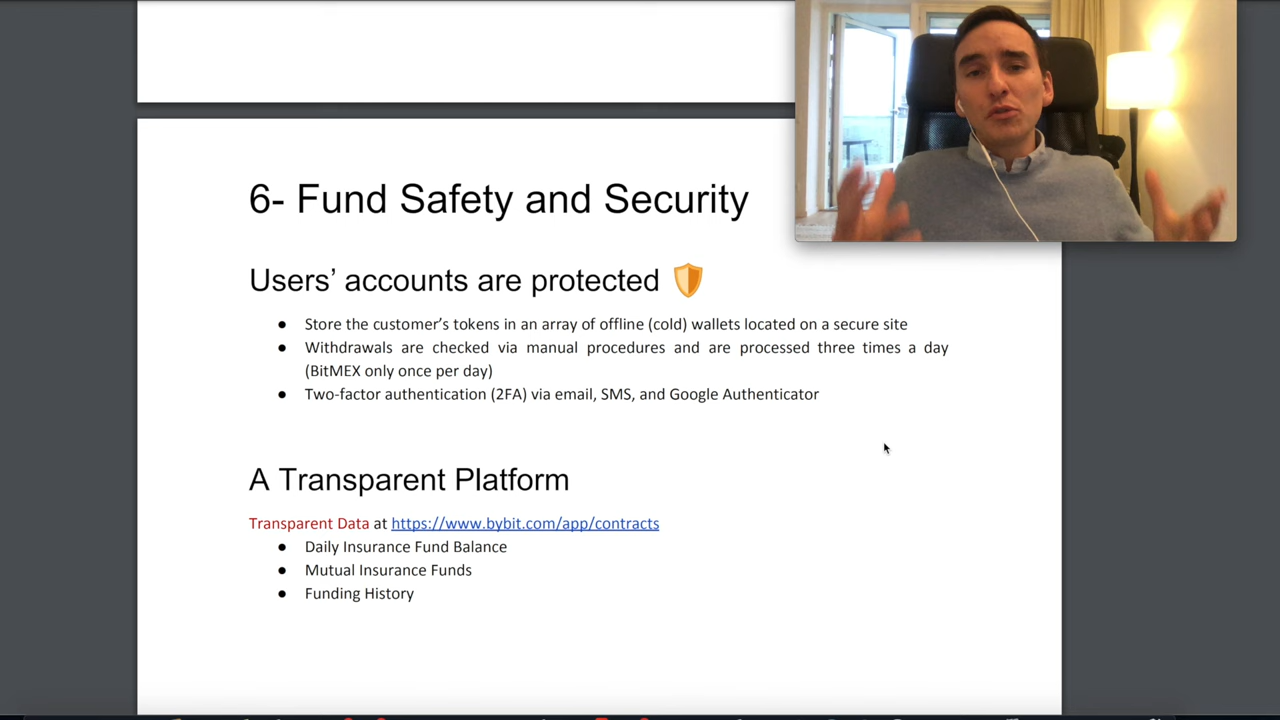 6- Fund Safety and Security
Users’ accounts are protected
● Store the customer’s tokens in an array of offline (cold) wallets located on a secure site
● Withdrawals are checked via manual procedures and are processed three times a day
(BitMEX only once per day)
● Two-factor authentication (2FA) via email, SMS, and Google Authenticator
A Transparent Platform
Transparent Data at https://www.bybit.com/app/contracts
● Daily Insurance Fund Balance
● Mutual Insurance Funds
● Funding History